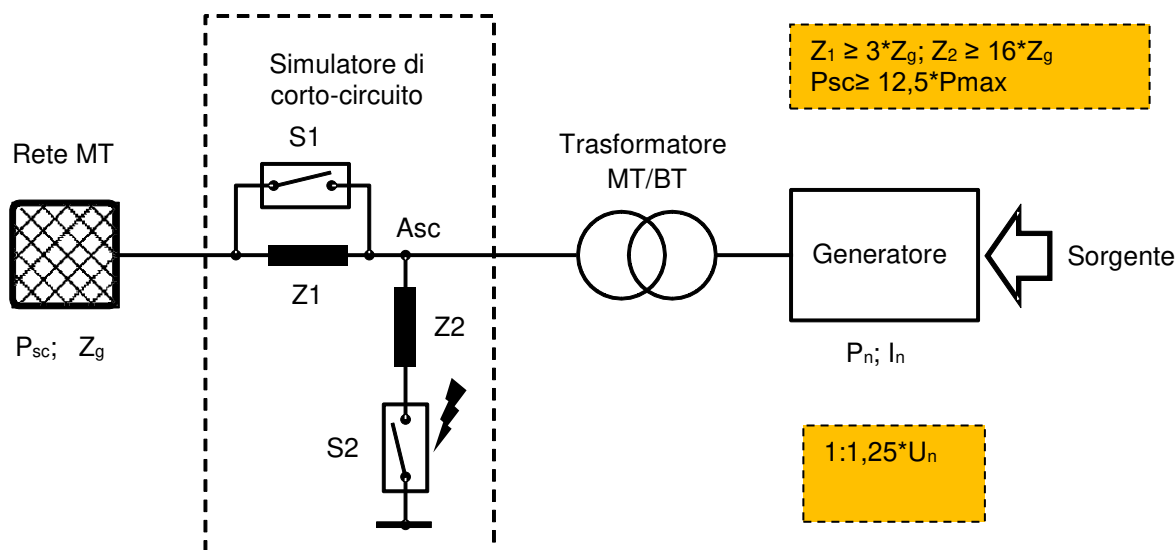 Z₁ ≥ 3*Z_g; Z₂ ≥ 16*Z_g
Psc≥ 12,5*Pmax
Simulatore di
corto-circuito
S1
Rete MT
Trasformatore
MT/BT
Asc
Generatore
Sorgente
Z1
Z2
P_sc; Z_g
P_n; I_n
S2
1:1,25*U_n